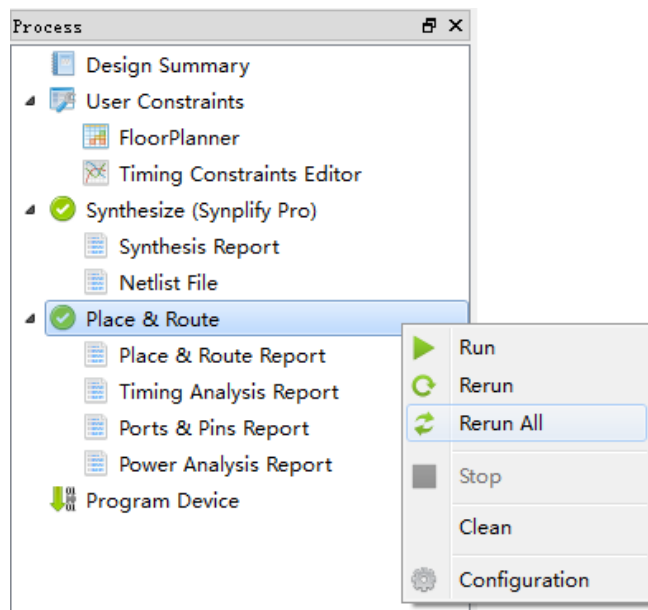 Process
Design Summary
User Constraints
FloorPlanner
Timing Constraints Editor
Synthesize (Synplify Pro)
Synthesis Report
Netlist File
Place & Route
Place & Route Report
Timing Analysis Report
Ports & Pins Report
Power Analysis Report
Program Device
Run
Rerun
Rerun All
Stop
Clean
Configuration